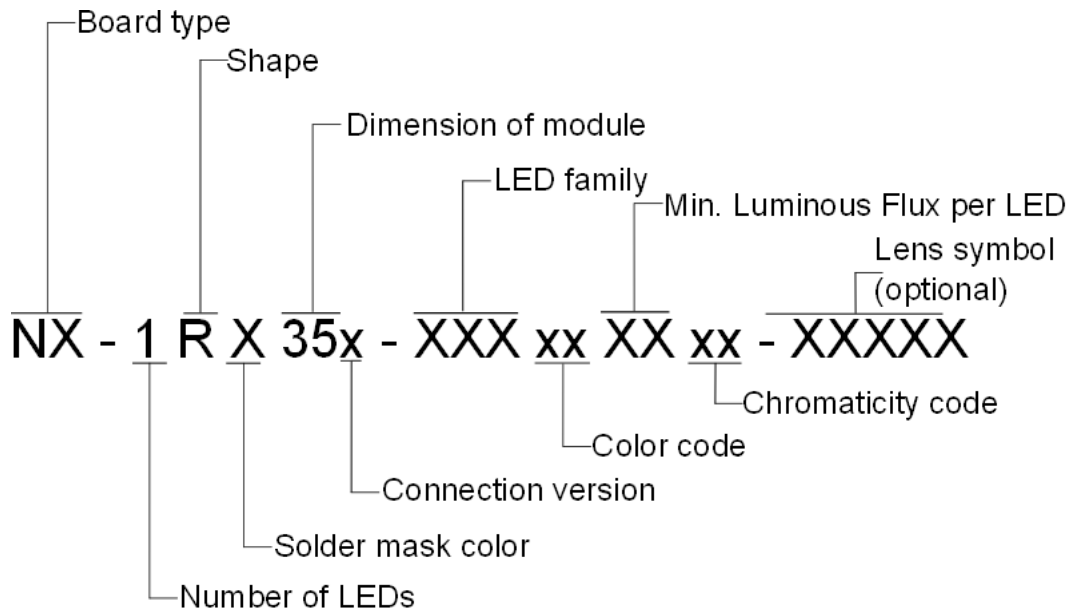 Board type
Shape
Dimension of module
LED family
Min. Luminous Flux per LED
Lens symbol
(optional)
NX - 1 R X 35x - XXX xx XX xx - XXXXX
Chromaticity code
Color code
Connection version
Solder mask color
Number of LEDs